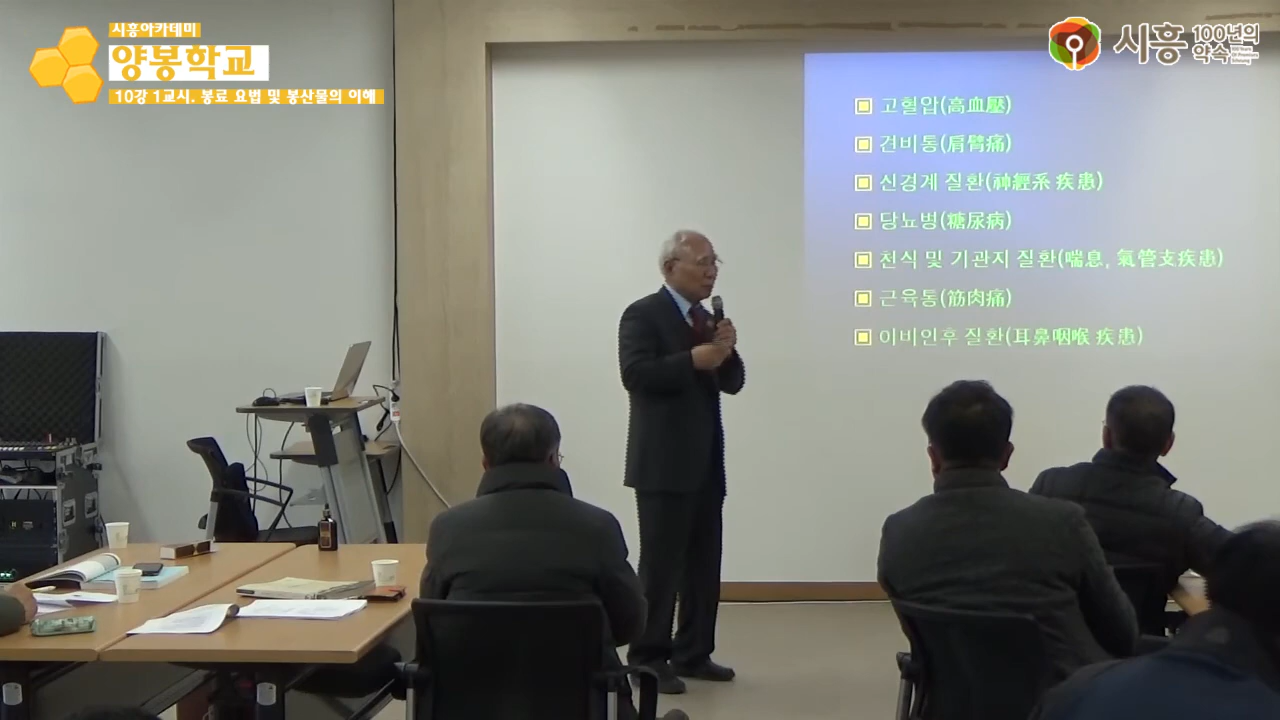 시흥아카데미
양봉학교
10강 1교시. 봉료 요법 및 봉산물의 이해
시흥 100년의 약속
고혈압(高血壓)
견비통(肩臂痛)
신경계 질환(神經系 疾患)
당뇨병(糖尿病)
천식 및 기관지 질환(喘息, 氣管支疾患)
근육통(筋肉痛)
이비인후 질환(耳鼻咽喉 疾患)